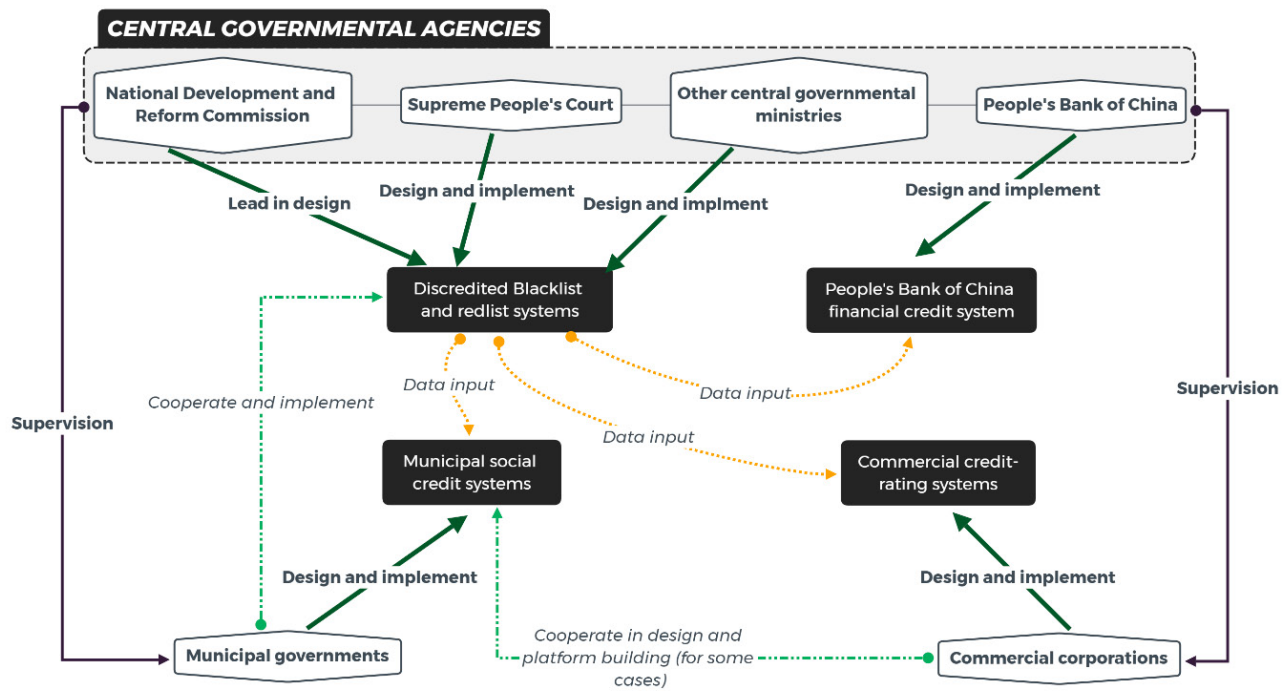 CENTRAL GOVERNMENTAL AGENCIES
National Development and
Reform Commission
Supreme People's Court
Other central governmental
ministries
People's Bank of China
Lead in design
Design and implement
Design and implment
Design and implement
Discredited Blacklist
and redlist systems
People's Bank of China
financial credit system
Supervision
Cooperate and implement
Data input
Data input
Data input
Supervision
Municipal social
credit systems
Commercial credit-
rating systems
Design and implement
Design and implement
Municipal governments
Cooperate in design and
platform building (for some
cases)
Commercial corporations